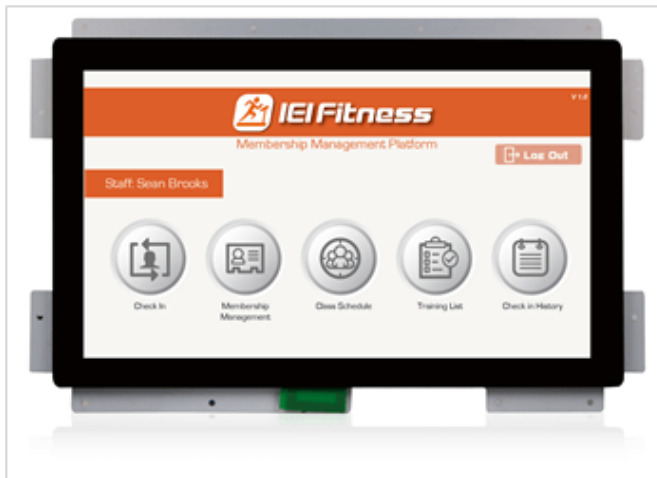 IEI Fitness
V 1.0
Membership Management Platform
Log Out
Staff: Sean Brooks
Check In
Membership
Management
Class Schedule
Training List
Check in History